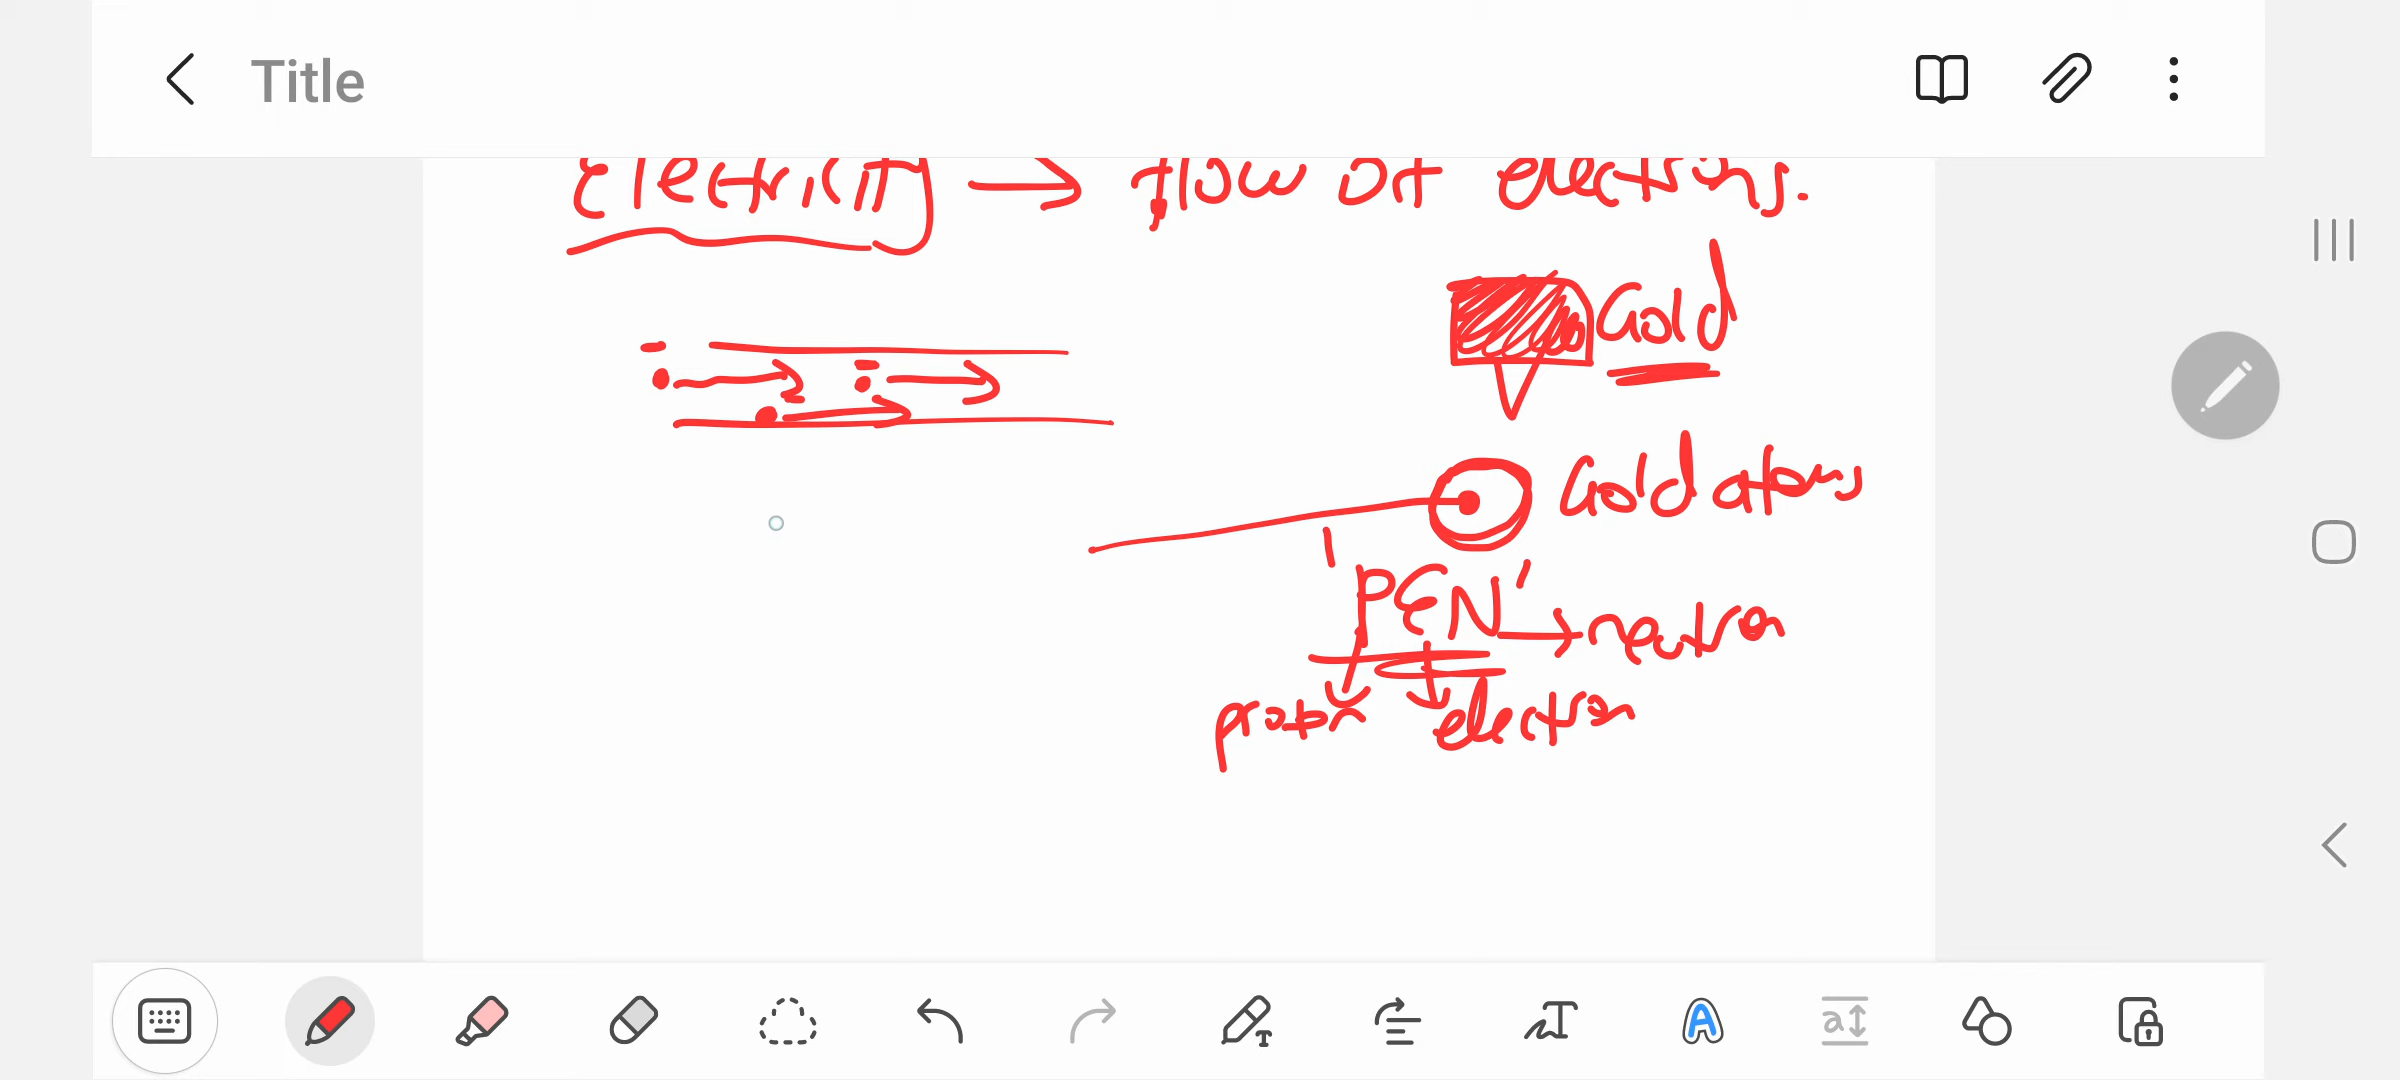 Title
Electricity → flow of electrons.
Gold
Gold atoms
'PEN' → neutron
proton electron